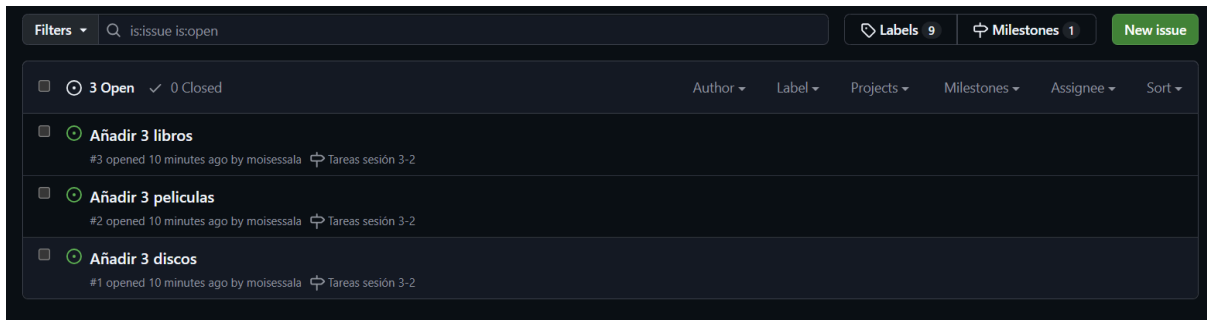 Filters is:issue is:open Labels 9 Milestones 1 New issue
3 Open 0 Closed Author Label Projects Milestones Assignee Sort
Añadir 3 libros
#3 opened 10 minutes ago by moisessala Tareas sesión 3-2
Añadir 3 peliculas
#2 opened 10 minutes ago by moisessala Tareas sesión 3-2
Añadir 3 discos
#1 opened 10 minutes ago by moisessala Tareas sesión 3-2